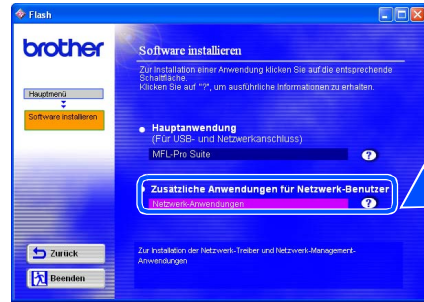 Flash
brother
Hauptmenü
Software installieren
Software installieren
Zur Installation einer Anwendung klicken Sie auf die entsprechende
Schaltfläche.
Klicken Sie auf "?", um ausführliche Informationen zu erhalten.
Hauptanwendung
(Für USB- und Netzwerkanschluss)
MFL-Pro Suite
?
Zusätzliche Anwendungen für Netzwerk-Benutzer
Netzwerk-Anwendungen
?
Zur Installation der Netzwerk-Treiber und Netzwerk-Management-
Anwendungen
Zurück
Beenden